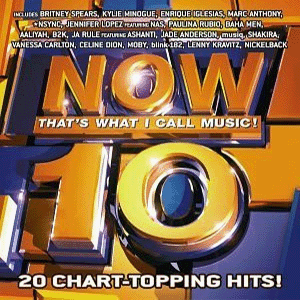 INCLUDES BRITNEY SPEARS, KYLIE MINOGUE, ENRIQUE IGLESIAS, MARC ANTHONY,
*NSYNC, JENNIFER LOPEZ FEATURING NAS, PAULINA RUBIO, BAHA MEN,
AALIYAH, B2K, JA RULE FEATURING ASHANTI, JADE ANDERSON, musiq, SHAKIRA,
VANESSA CARLTON, CELINE DION, MOBY, blink-182, LENNY KRAVITZ, NICKELBACK
NOW
THAT'S WHAT I CALL MUSIC!
10
20 CHART-TOPPING HITS!